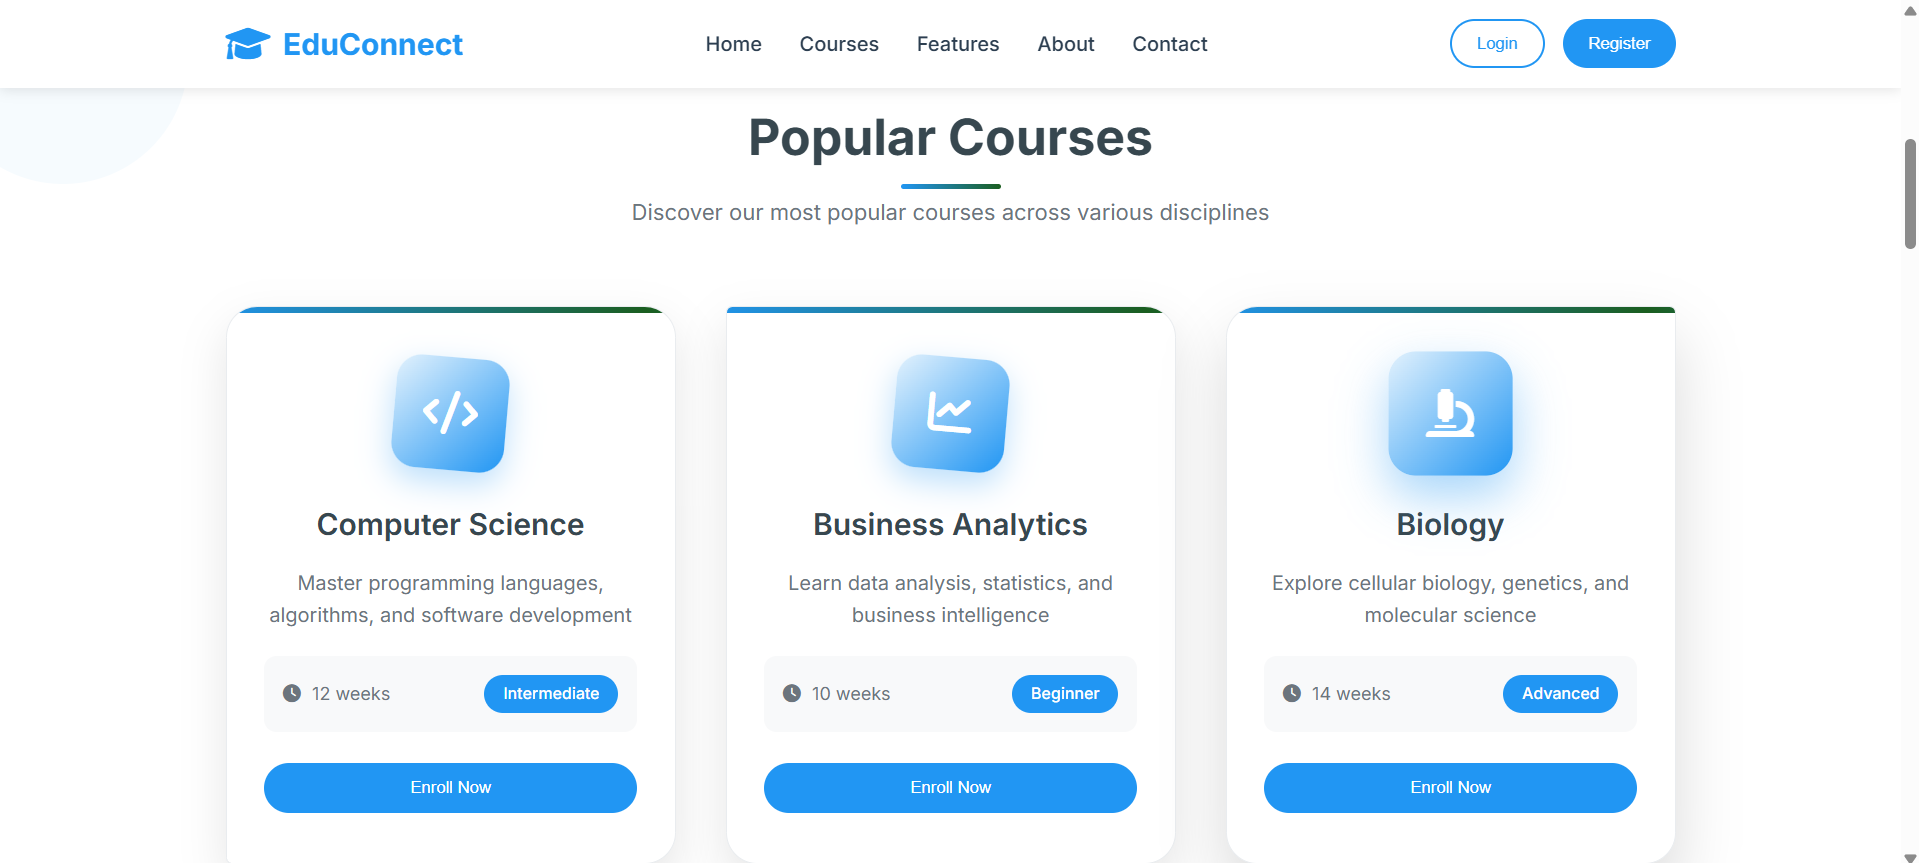 EduConnect
Home
Courses
Features
About
Contact
Login
Register
Popular Courses
Discover our most popular courses across various disciplines
Computer Science
Master programming languages,
algorithms, and software development
12 weeks
Intermediate
Enroll Now
Business Analytics
Learn data analysis, statistics, and
business intelligence
10 weeks
Beginner
Enroll Now
Biology
Explore cellular biology, genetics, and
molecular science
14 weeks
Advanced
Enroll Now